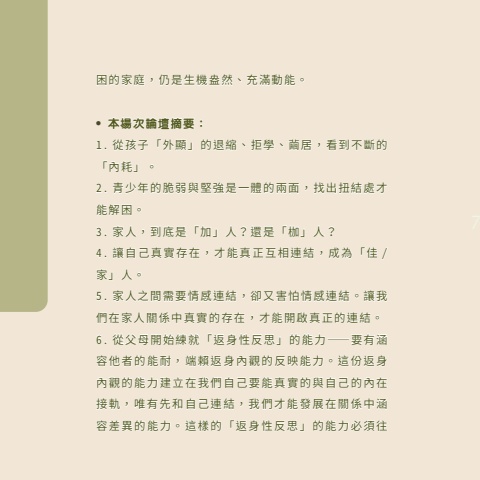 困的家庭，仍是生機盎然、充滿動能。
• 本場次論壇摘要：
1. 從孩子「外顯」的退縮、拒學、繭居，看到不斷的
「內耗」。
2. 青少年的脆弱與堅強是一體的兩面，找出扭結處才
能解困。
3. 家人，到底是「加」人？還是「枷」人？
4. 讓自己真實存在，才能真正互相連結，成為「佳 /
家」人。
5. 家人之間需要情感連結，卻又害怕情感連結。讓我
們在家人關係中真實的存在，才能開啟真正的連結。
6. 從父母開始練就「返身性反思」的能力──要有涵
容他者的能耐，端賴返身內觀的反映能力。這份返身
內觀的能力建立在我們自己要能真實的與自己的內在
接軌，唯有先和自己連結，我們才能發展在關係中涵
容差異的能力。這樣的「返身性反思」的能力必須往